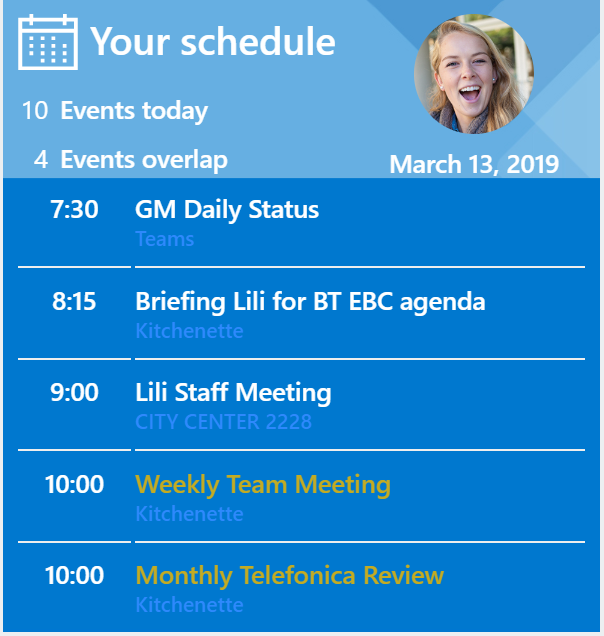 Your schedule
10 Events today
4 Events overlap
March 13, 2019
7:30 GM Daily Status
Teams
8:15 Briefing Lili for BT EBC agenda
Kitchenette
9:00 Lili Staff Meeting
CITY CENTER 2228
10:00 Weekly Team Meeting
Kitchenette
10:00 Monthly Telefonica Review
Kitchenette